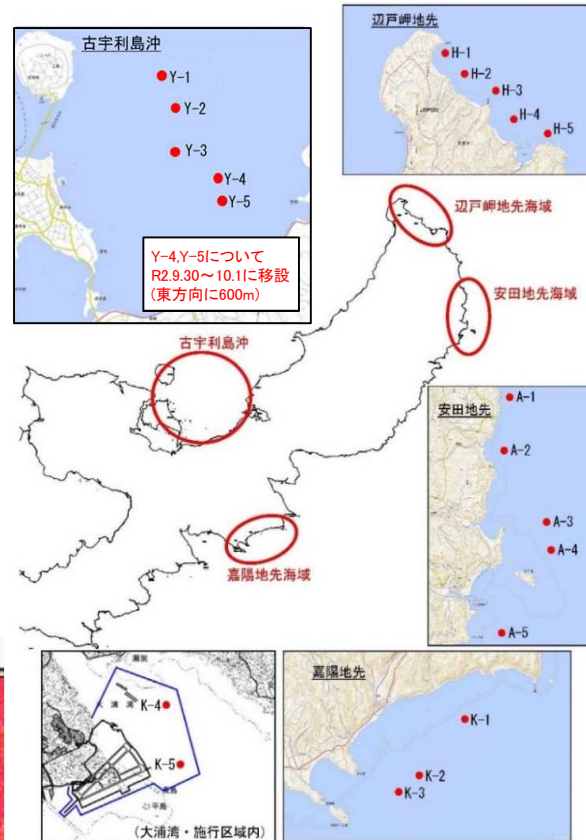 古宇利島沖
Y-1
Y-2
Y-3
Y-4
Y-5
Y-4,Y-5について
R2.9.30～10.1に移設
(東方向に600m)
辺戸岬地先
H-1
H-2
H-3
H-4
H-5
辺戸岬地先海域
安田地先海域
古宇利島沖
嘉陽地先海域
安田地先
A-1
A-2
A-3
A-4
A-5
大浦湾
K-4
K-5
平島
(大浦湾・施行区域内)
嘉陽地先
K-1
K-2
K-3